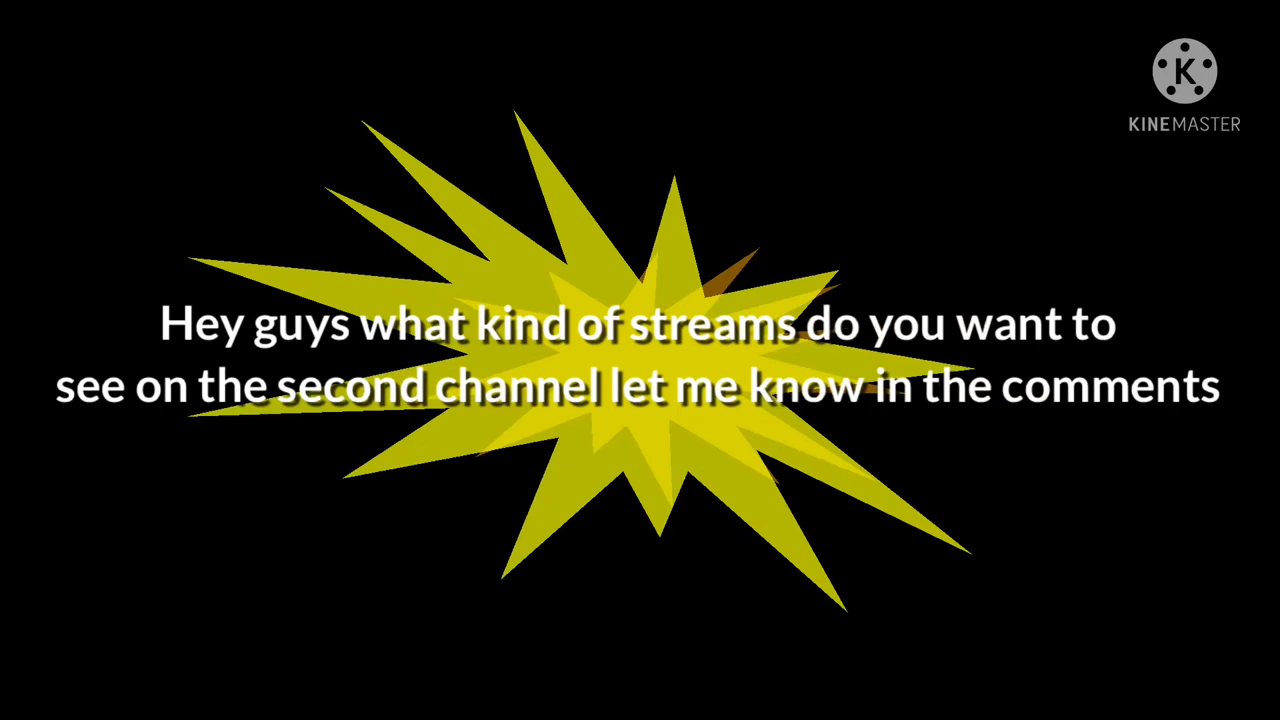 KINEMASTER
Hey guys what kind of streams do you want to
see on the second channel let me know in the comments